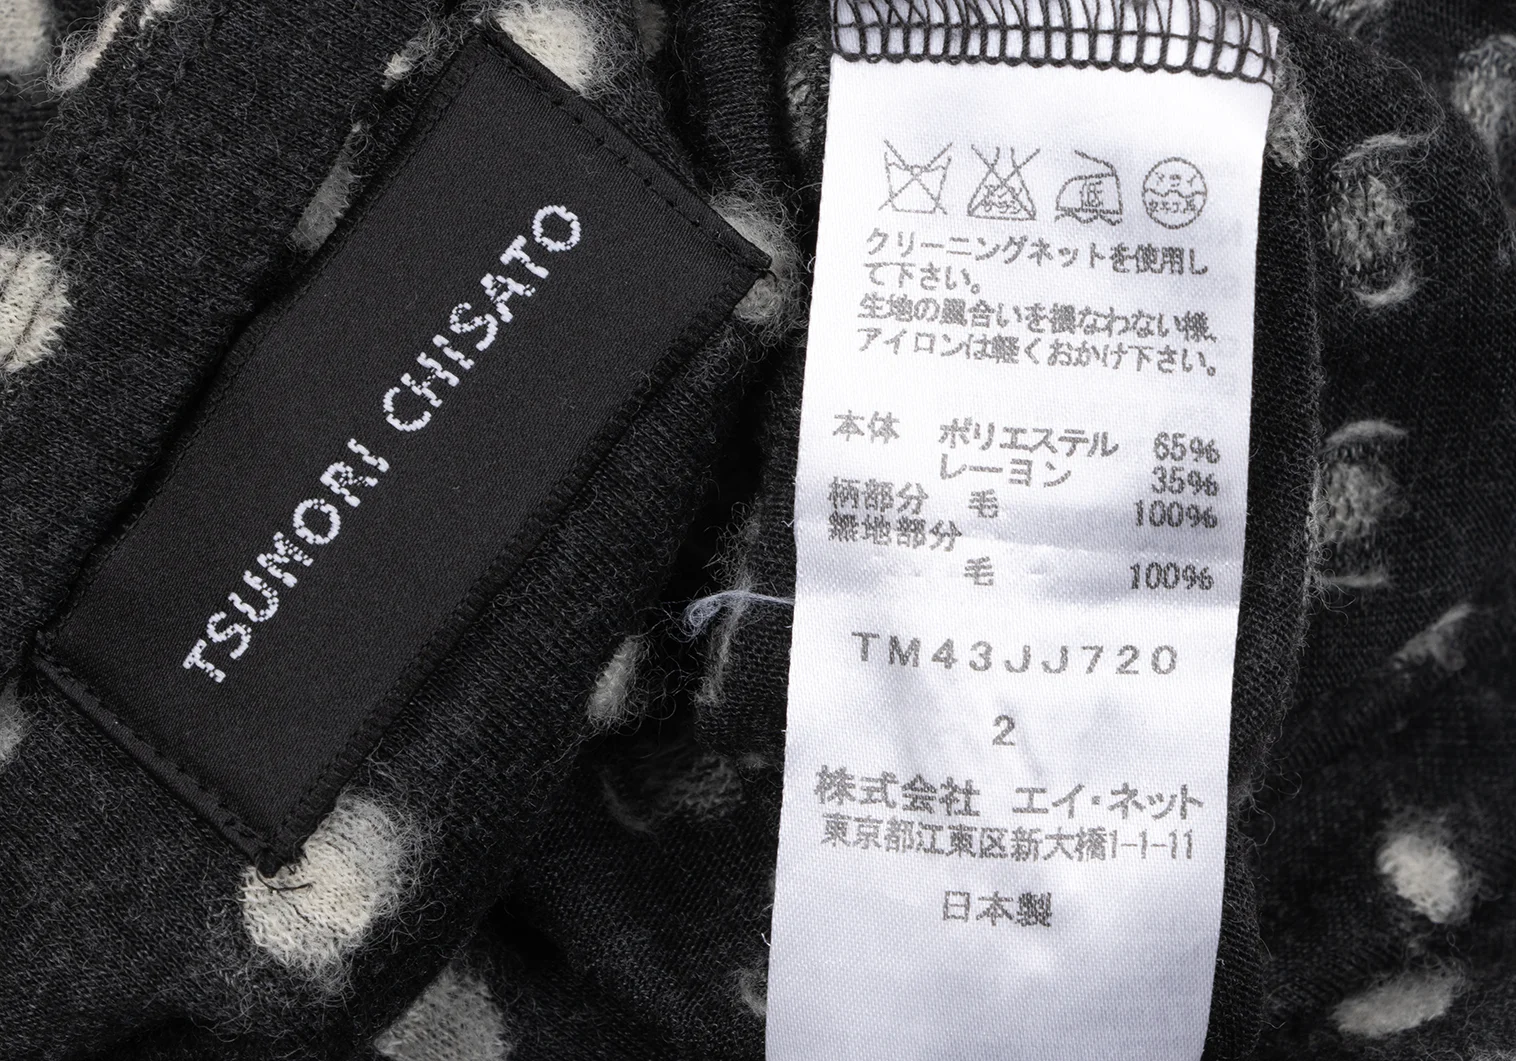 TSUMORI CHISATO
クリーニングネットを使用し
て下さい。
生地の風合いを損なわない様、
アイロンは軽くおかけ下さい。
本体 ポリエステル 65%
レーヨン 35%
柄部分 毛 100%
無地部分
毛 100%
TM43JJ720
2
株式会社 エイ・ネット
東京都江東区新大橋1-1-11
日本製